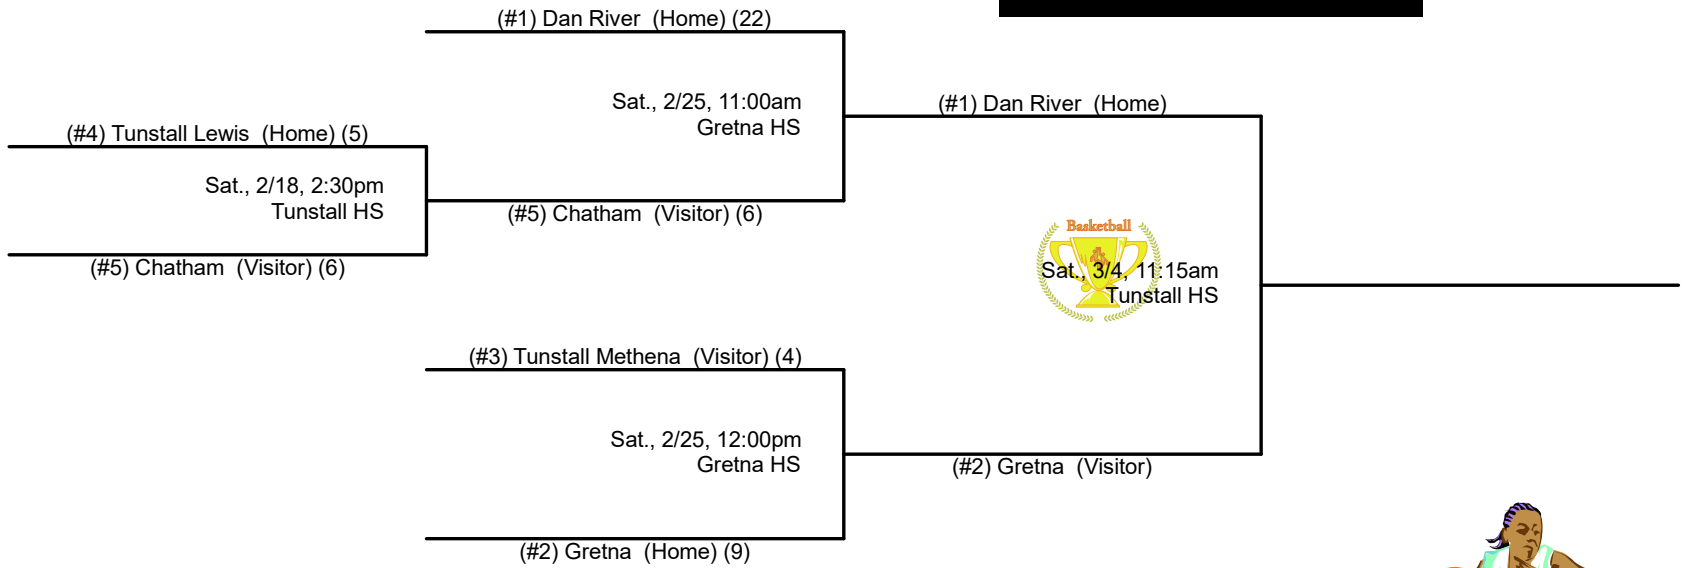 (#1) Dan River (Home) (22)
Sat., 2/25, 11:00am
Gretna HS
(#1) Dan River (Home)
(#4) Tunstall Lewis (Home) (5)
Sat., 2/18, 2:30pm
Tunstall HS
(#5) Chatham (Visitor) (6)
(#5) Chatham (Visitor) (6)
Basketball
Sat., 3/4, 11:15am
Tunstall HS
(#3) Tunstall Methena (Visitor) (4)
Sat., 2/25, 12:00pm
Gretna HS
(#2) Gretna (Visitor)
(#2) Gretna (Home) (9)